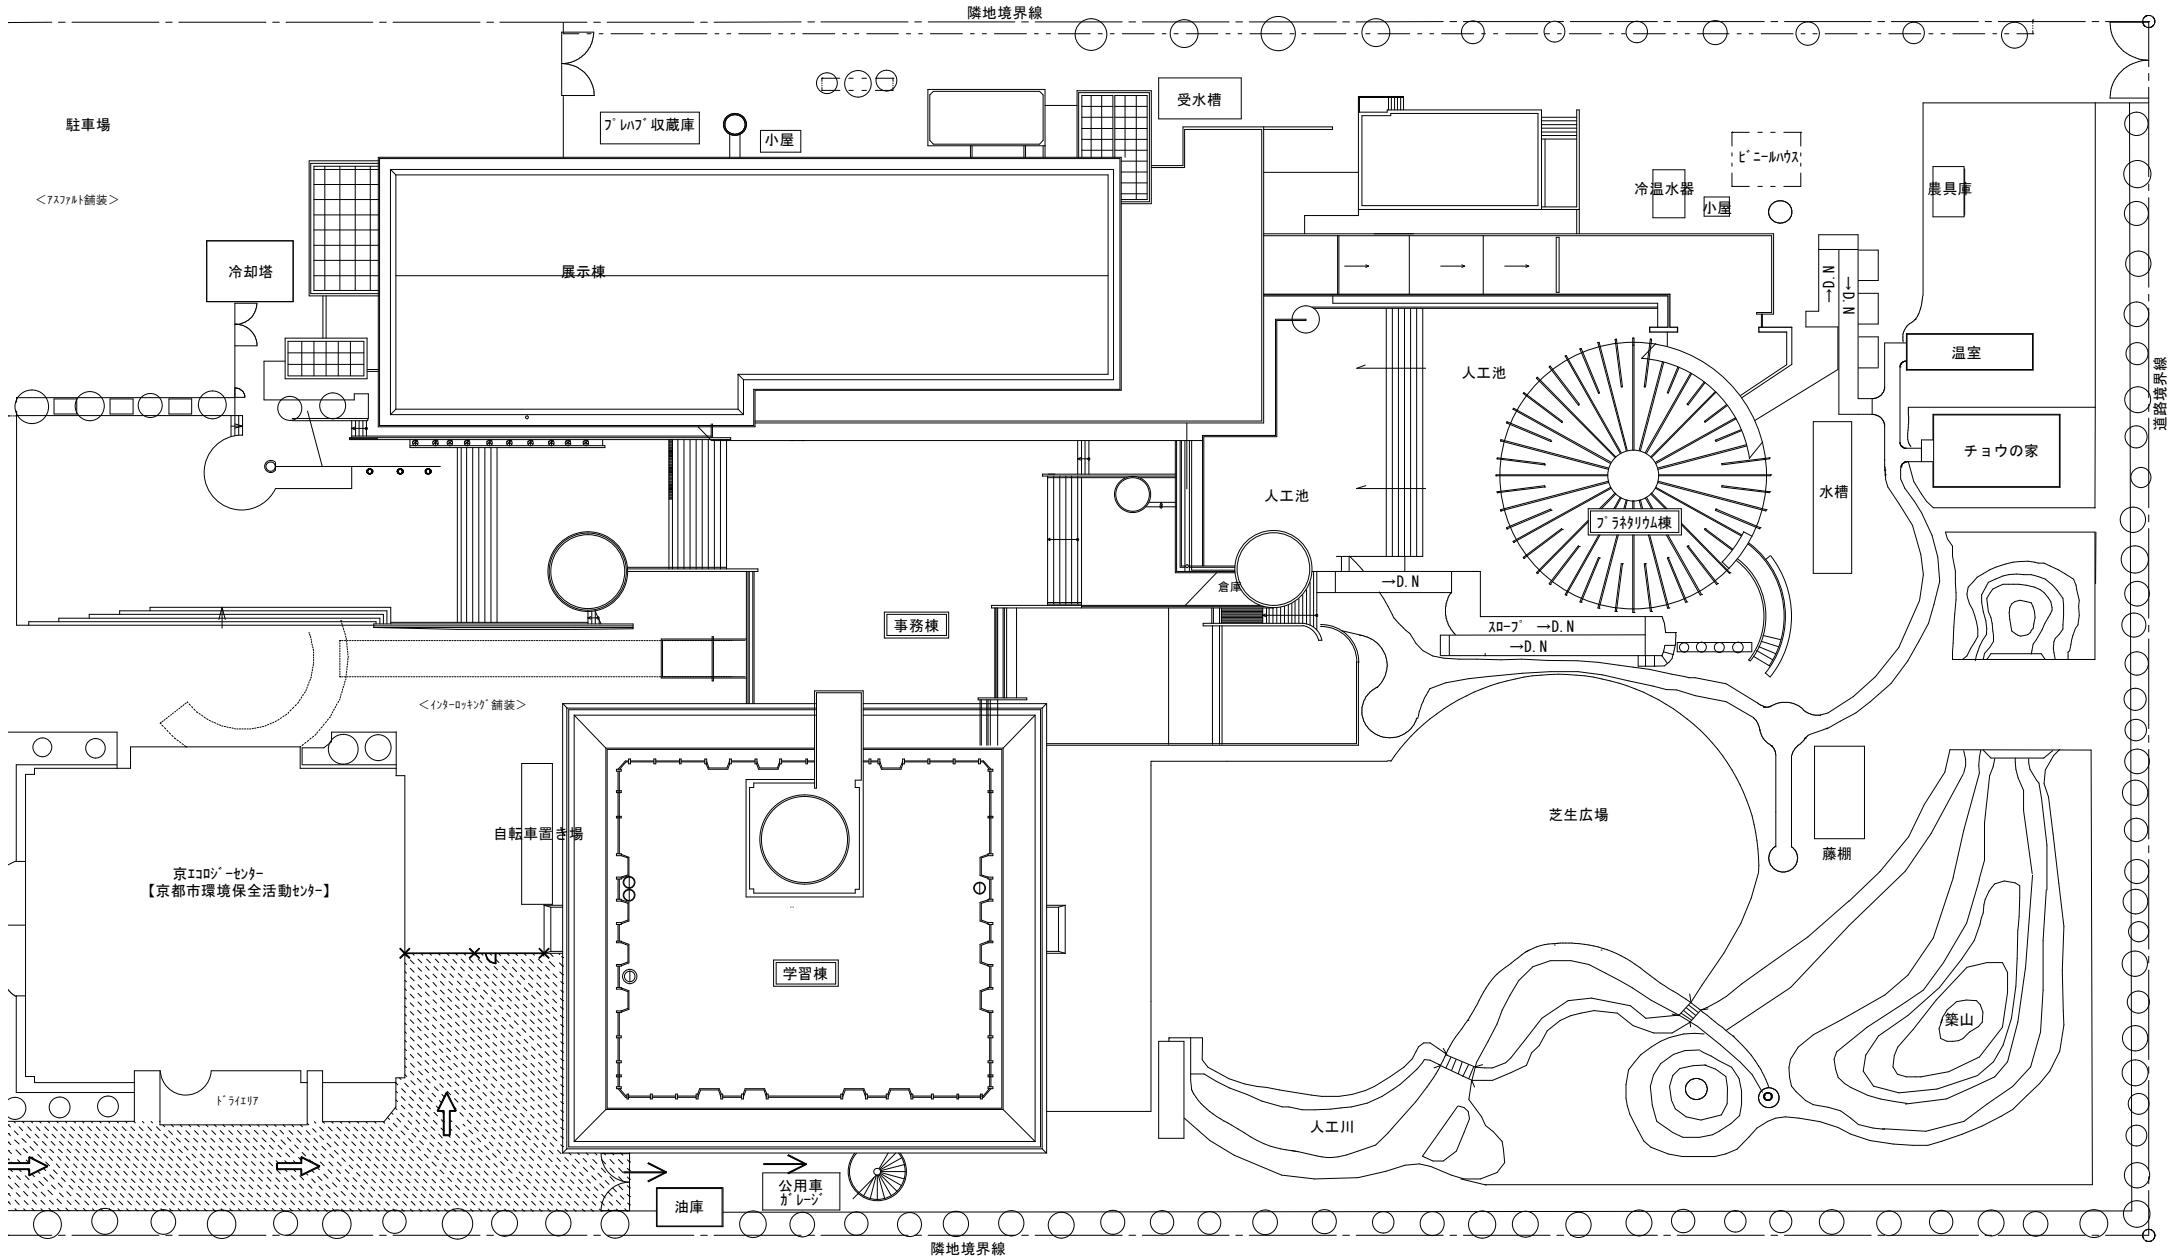 隣地境界線
駐車場
ﾌﾟﾚﾊﾌﾞ収蔵庫
小屋
受水槽
ﾋﾞﾆｰﾙﾊｳｽ
冷温水器
小屋
農具庫
＜ｱｽﾌｧﾙﾄ舗装＞
冷却塔
展示棟
→D.N
→D.N
温室
道路境界線
人工池
チョウの家
人工池
水槽
ﾌﾟﾗﾈﾀﾘｳﾑ棟
倉庫
→D.N
事務棟
ｽﾛｰﾌﾟ →D.N
→D.N
＜ｲﾝﾀｰﾛｯｷﾝｸﾞ舗装＞
自転車置き場
芝生広場
藤棚
京ｴｺﾛｼﾞｰｾﾝﾀｰ
【京都市環境保全活動ｾﾝﾀｰ】
学習棟
築山
ﾄﾞﾗｲｴﾘｱ
人工川
公用車
ｶﾞﾚｰｼﾞ
油庫
隣地境界線